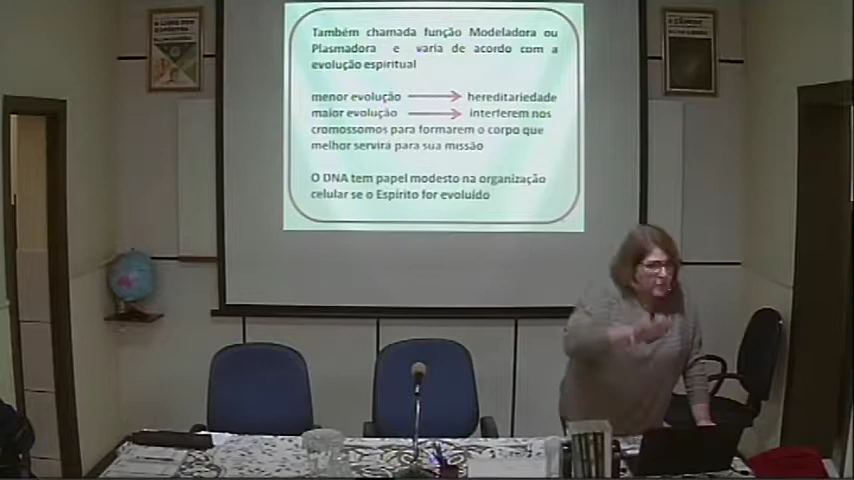 Também chamada função Modeladora ou
Plasmadora e varia de acordo com a
evolução espiritual
menor evolução hereditariedade
maior evolução interferem nos
cromossomos para formarem o corpo que
melhor servirá para sua missão
O DNA tem papel modesto na organização
celular se o Espírito for evoluído